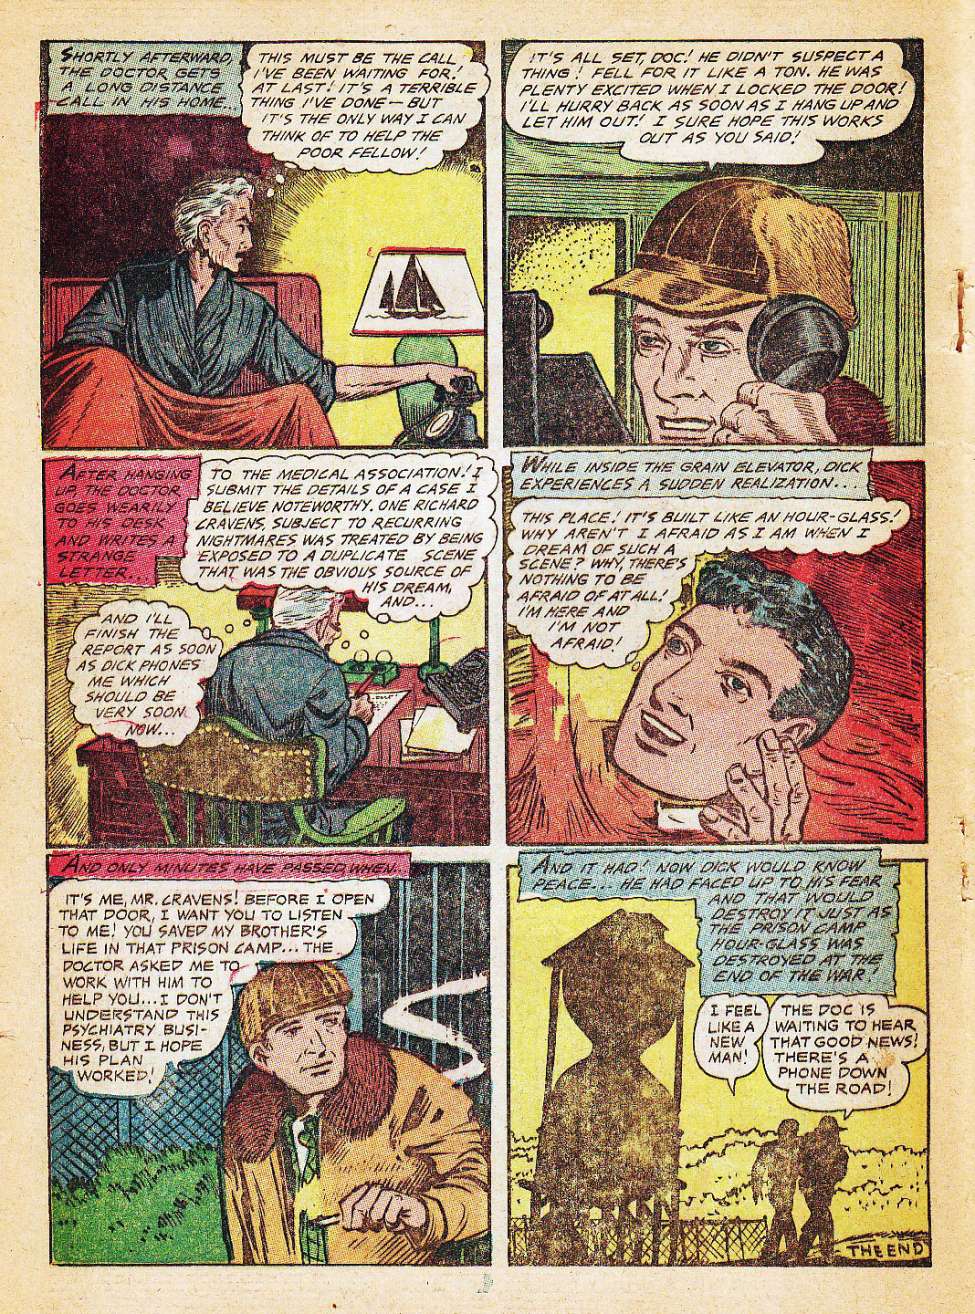 SHORTLY AFTERWARD,
THE DOCTOR GETS
A LONG DISTANCE
CALL IN HIS HOME...
THIS MUST BE THE CALL
I'VE BEEN WAITING FOR!
AT LAST! IT'S A TERRIBLE
THING I'VE DONE — BUT
IT'S THE ONLY WAY I CAN
THINK OF TO HELP THE
POOR FELLOW!
IT'S ALL SET, DOC! HE DIDN'T SUSPECT A
THING! FELL FOR IT LIKE A TON. HE WAS
PLENTY EXCITED WHEN I LOCKED THE DOOR!
I'LL HURRY BACK AS SOON AS I HANG UP AND
LET HIM OUT! I SURE HOPE THIS WORKS
OUT AS YOU SAID!
AFTER HANGING
UP, THE DOCTOR
GOES WEARILY
TO HIS DESK
AND WRITES A
STRANGE
LETTER...
TO THE MEDICAL ASSOCIATION! I
SUBMIT THE DETAILS OF A CASE I
BELIEVE NOTEWORTHY. ONE RICHARD
CRAVENS, SUBJECT TO RECURRING
NIGHTMARES WAS TREATED BY BEING
EXPOSED TO A DUPLICATE SCENE
THAT WAS THE OBVIOUS SOURCE OF
HIS DREAM,
AND...
AND I'LL
FINISH THE
REPORT AS SOON
AS DICK PHONES
ME WHICH
SHOULD BE
VERY SOON
NOW...
WHILE INSIDE THE GRAIN ELEVATOR, DICK
EXPERIENCES A SUDDEN REALIZATION...
THIS PLACE! IT'S BUILT LIKE AN HOUR-GLASS!
WHY AREN'T I AFRAID AS I AM WHEN I
DREAM OF SUCH A
SCENE? WHY, THERE'S
NOTHING TO BE
AFRAID OF AT ALL!
I'M HERE AND
I'M NOT
AFRAID!
AND ONLY MINUTES HAVE PASSED WHEN...
IT'S ME, MR. CRAVENS! BEFORE I OPEN
THAT DOOR, I WANT YOU TO LISTEN
TO ME! YOU SAVED MY BROTHER'S
LIFE IN THAT PRISON CAMP... THE
DOCTOR ASKED ME TO
WORK WITH HIM TO
HELP YOU... I DON'T
UNDERSTAND THIS
PSYCHIATRY BUSI-
NESS, BUT I HOPE
HIS PLAN
WORKED!
AND IT HAD! NOW DICK WOULD KNOW
PEACE... HE HAD FACED UP TO HIS FEAR
AND THAT WOULD
DESTROY IT JUST AS
THE PRISON CAMP
HOUR-GLASS WAS
DESTROYED AT THE
END OF THE WAR!
I FEEL
LIKE A
NEW
MAN!
THE DOC IS
WAITING TO HEAR
THAT GOOD NEWS!
THERE'S A
PHONE DOWN
THE ROAD!
THE END